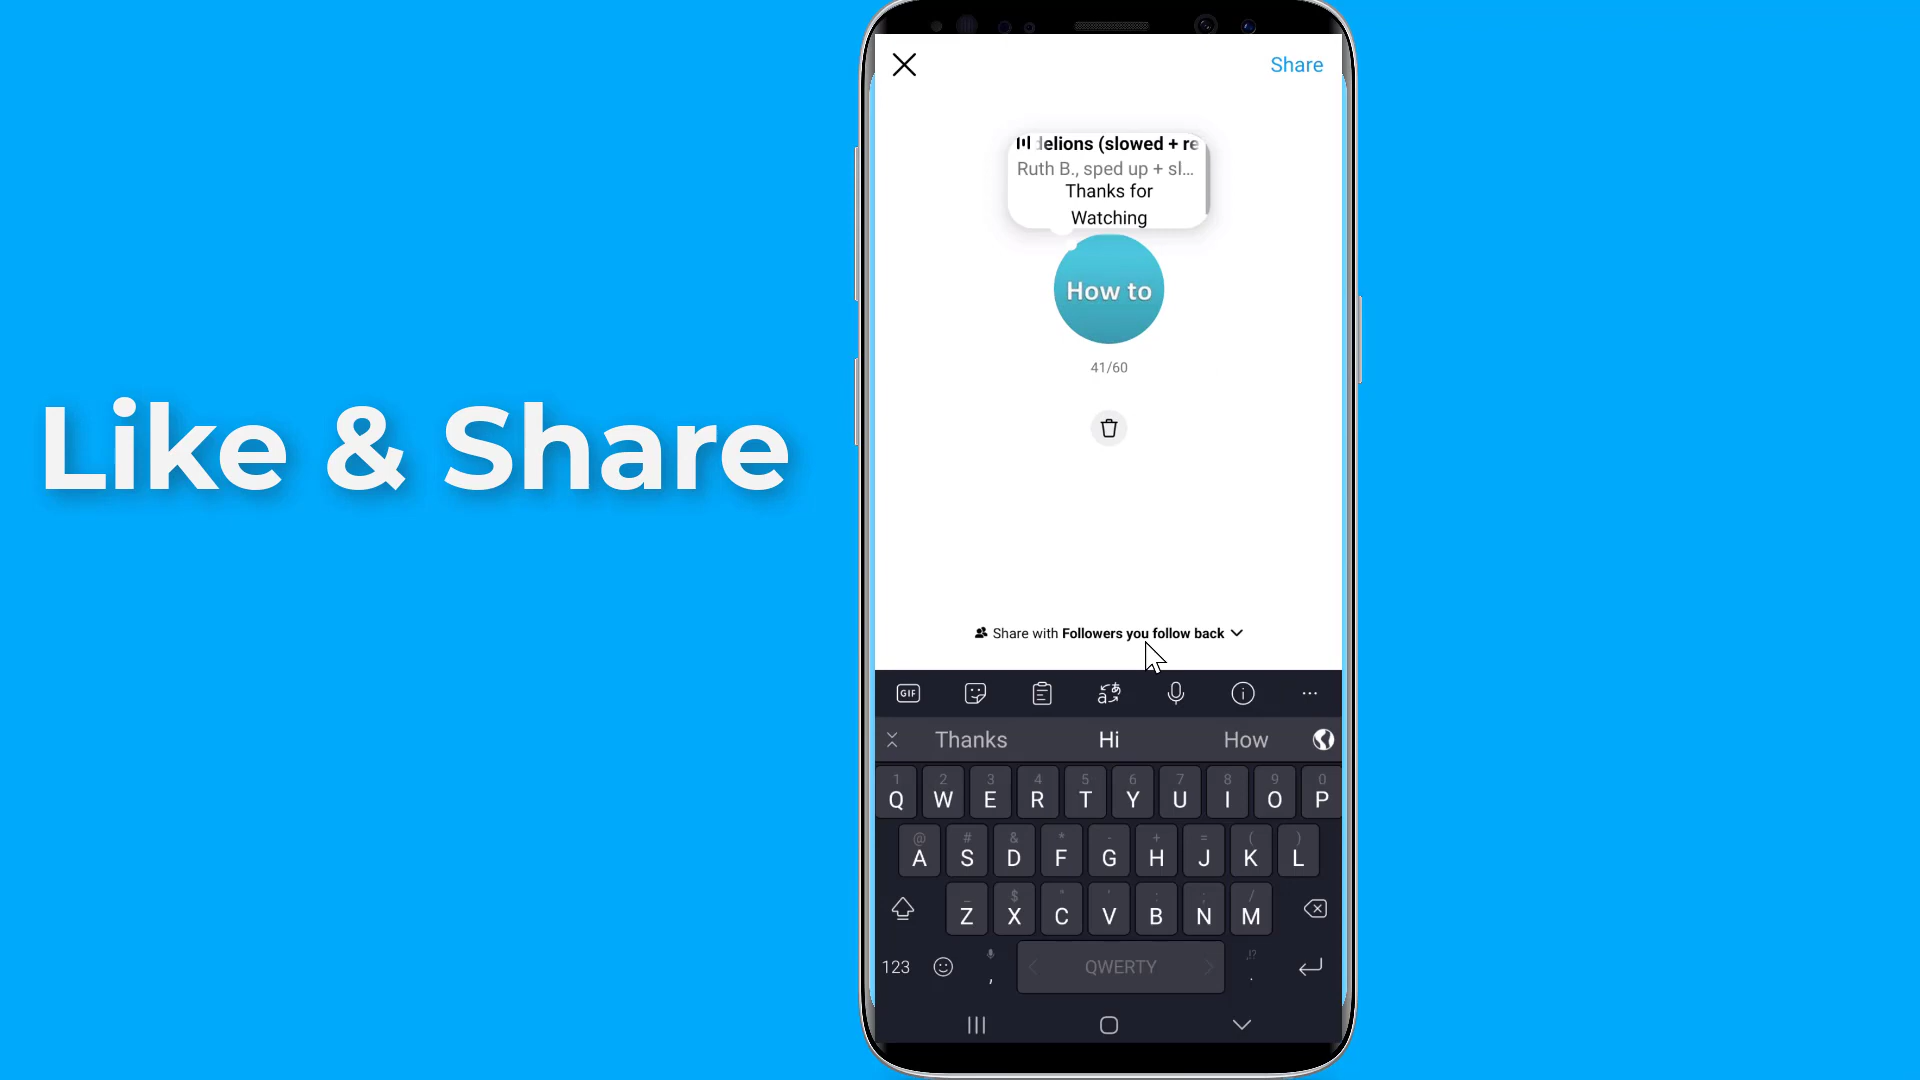 Like & Share
Share
delions (slowed + re
Ruth B., sped up + sl...
Thanks for
Watching
How to
41/60
Share with Followers you follow back
GIF
Thanks Hi How
1 2 3 4 5 6 7 8 9 0
Q W E R T Y U I O P
@ # & * - + = ( )
A S D F G H J K L
_ $ " ' : ; /
Z X C V B N M
123 , QWERTY ,!? .